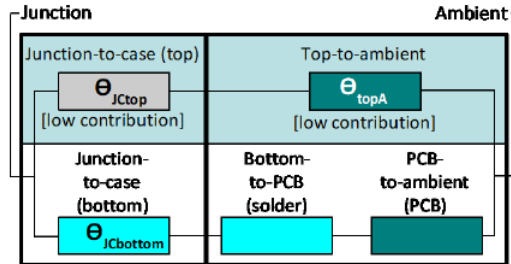 Junction
Ambient
Junction-to-case (top)
Top-to-ambient
ΘJCtop
ΘtopA
[low contribution]
[low contribution]
Junction-
to-case
(bottom)
Bottom-
to-PCB
(solder)
PCB-
to-ambient
(PCB)
ΘJCbottom